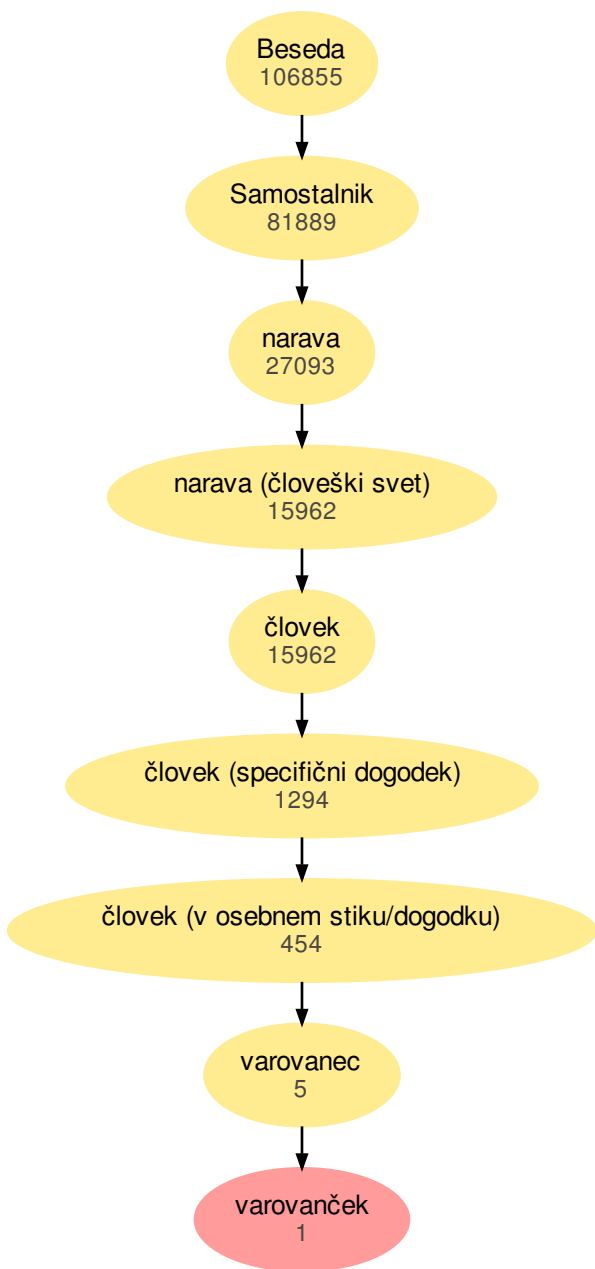 Beseda
106855
Samostalnik
81889
narava
27093
narava (človeški svet)
15962
človek
15962
človek (specifični dogodek)
1294
človek (v osebnem stiku/dogodku)
454
varovanec
5
varovanček
1